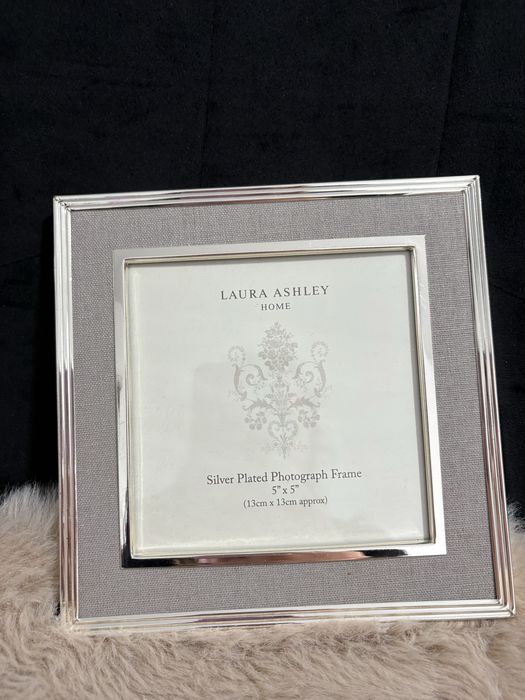 LAURA ASHLEY
HOME
Silver Plated Photograph Frame
5" x 5"
(13cm x 13cm approx)